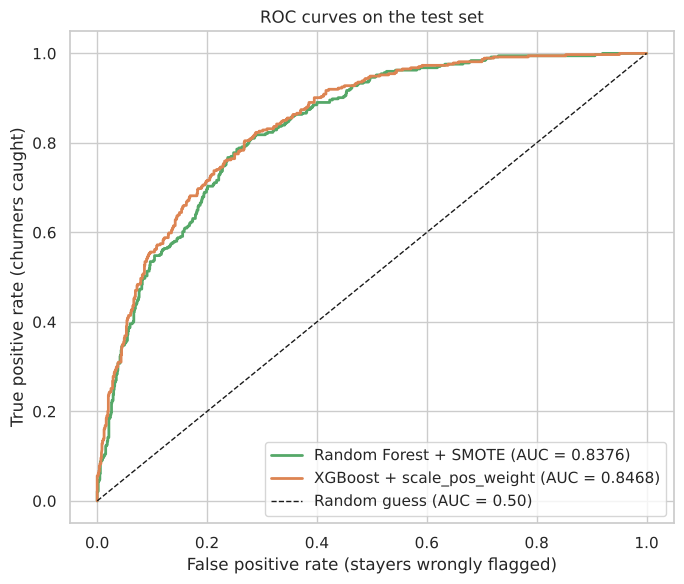 ROC curves on the test set
True positive rate (churners caught)
1.0
0.8
0.6
0.4
0.2
0.0
Random Forest + SMOTE (AUC = 0.8376)
XGBoost + scale_pos_weight (AUC = 0.8468)
Random guess (AUC = 0.50)
0.0 0.2 0.4 0.6 0.8 1.0
False positive rate (stayers wrongly flagged)